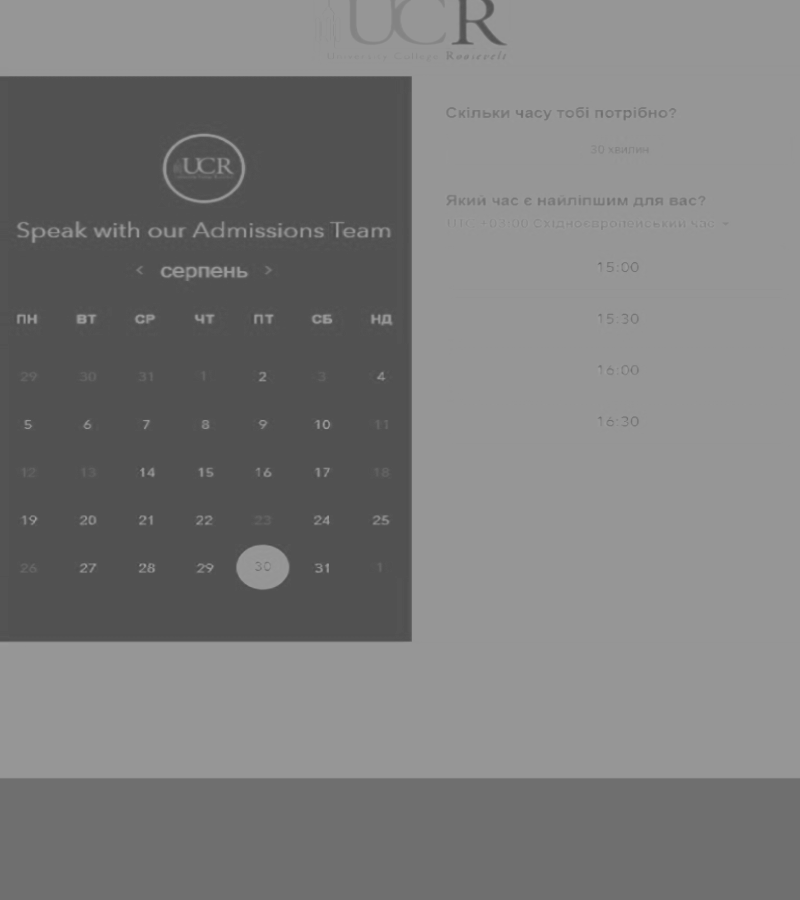 UCR
University College Roosevelt
UCR
Speak with our Admissions Team
< серпень >
ПН ВТ СР ЧТ ПТ СБ НД
29 30 31 1 2 3 4
5 6 7 8 9 10 11
12 13 14 15 16 17 18
19 20 21 22 23 24 25
26 27 28 29 30 31 1
Скільки часу тобі потрібно?
30 хвилин
Який час є найліпшим для вас?
UTC +03:00 Східноєвропейський час
15:00
15:30
16:00
16:30